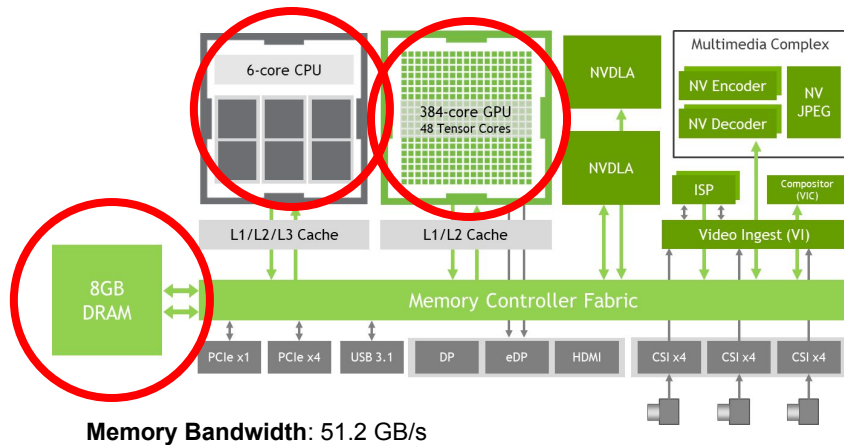 Multimedia Complex
6-core CPU
NVDLA
NV Encoder
NV
JPEG
NV Decoder
384-core GPU
48 Tensor Cores
NVDLA
ISP
Compositor
(VIC)
L1/L2/L3 Cache
L1/L2 Cache
Video Ingest (VI)
8GB
DRAM
Memory Controller Fabric
PCIe x1
PCIe x4
USB 3.1
DP
eDP
HDMI
CSI x4
CSI x4
CSI x4
Memory Bandwidth: 51.2 GB/s